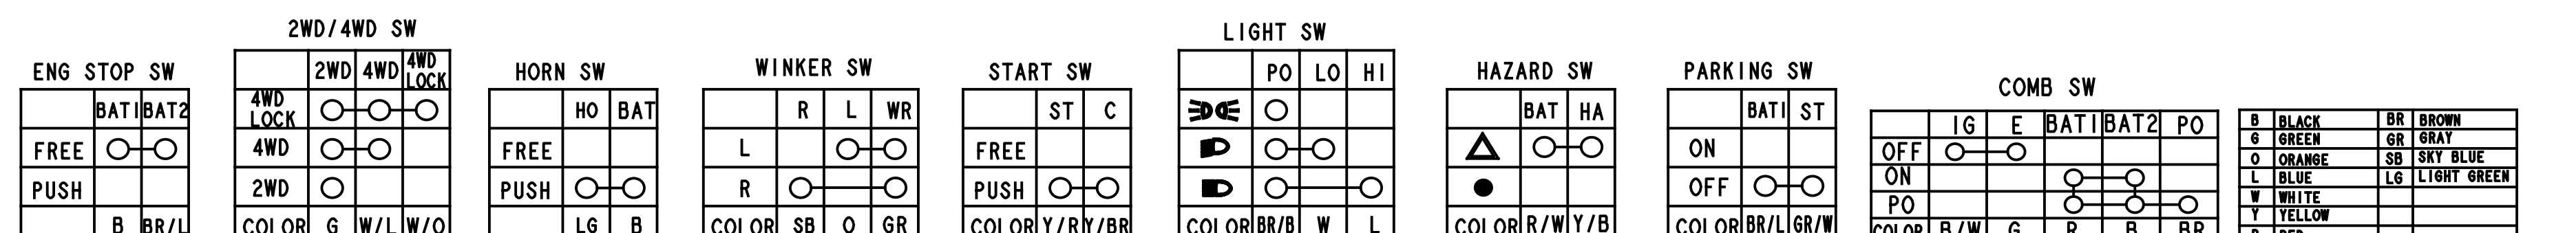 ENG STOP SW
BAT1 BAT2
FREE
PUSH
B BR/L
2WD/4WD SW
2WD 4WD 4WD LOCK
4WD LOCK
4WD
2WD
COLOR G W/L W/O
HORN SW
HO BAT
FREE
PUSH
LG B
WINKER SW
R L WR
L
R
COLOR SB O GR
START SW
ST C
FREE
PUSH
COLOR Y/R Y/BR
LIGHT SW
PO LO HI
COLOR BR/B W L
HAZARD SW
BAT HA
COLOR R/W Y/B
PARKING SW
BAT1 ST
ON
OFF
COLOR BR/L GR/W
COMB SW
IG E BAT1 BAT2 PO
OFF
ON
PO
COLOR B/W G R B BR
B BLACK BR BROWN
G GREEN GR GRAY
O ORANGE SB SKY BLUE
L BLUE LG LIGHT GREEN
W WHITE
Y YELLOW